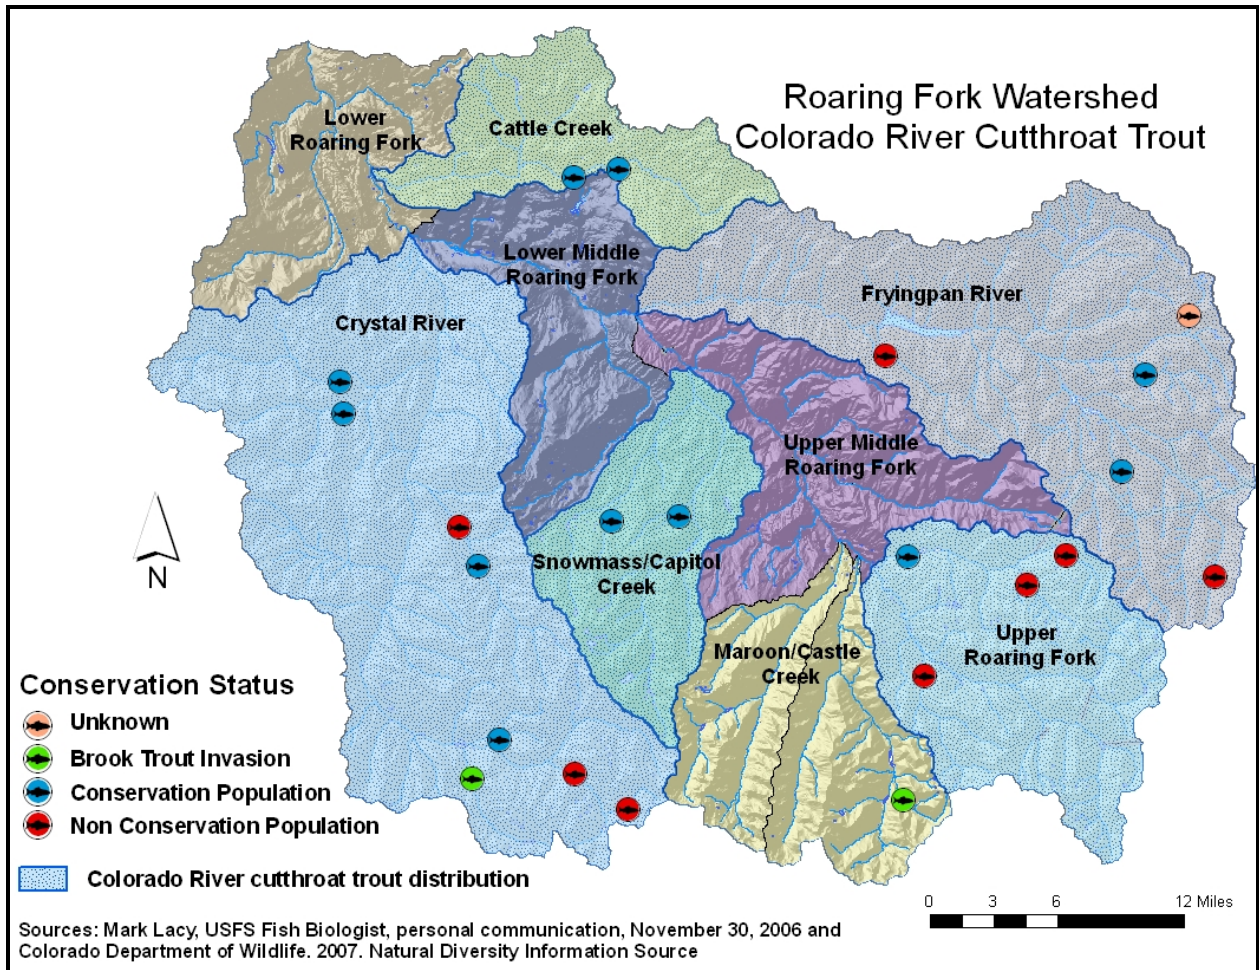 Roaring Fork Watershed
Colorado River Cutthroat Trout
Lower
Roaring Fork
Cattle Creek
Lower Middle
Roaring Fork
Fryingpan River
Crystal River
Upper Middle
Roaring Fork
Snowmass/Capitol
Creek
Maroon/Castle
Creek
Upper
Roaring Fork
N
Conservation Status
Unknown
Brook Trout Invasion
Conservation Population
Non Conservation Population
Colorado River cutthroat trout distribution
0 3 6 12 Miles
Sources: Mark Lacy, USFS Fish Biologist, personal communication, November 30, 2006 and
Colorado Department of Wildlife. 2007. Natural Diversity Information Source